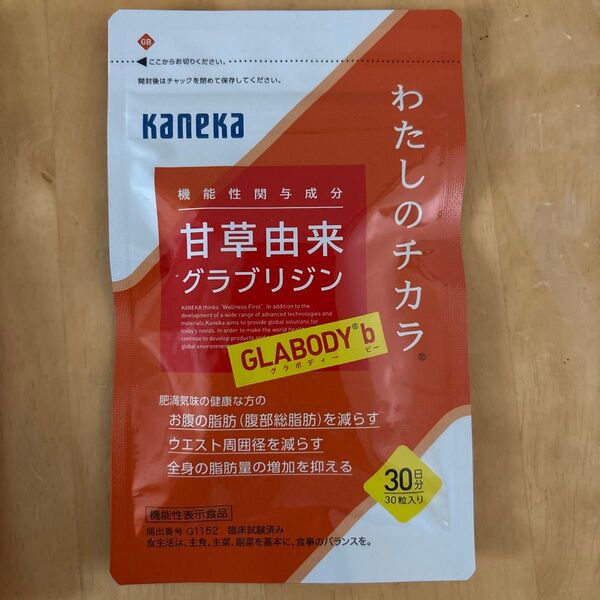 GB
ここからお切りください。
開封後はチャックを閉めて保存してください。
Kaneka
わたしのチカラ®
機能性関与成分
甘草由来
グラブリジン
KANEKA thinks "Wellness First". In addition to the
development of a wide range of advanced technologies and
materials,Kaneka aims to provide global solutions for
today's needs. In order to make the world
continue to develop products
global environmen
GLABODY® b
グラボディー ビー
肥満気味の健康な方の
お腹の脂肪(腹部総脂肪)を減らす
ウエスト周囲径を減らす
全身の脂肪量の増加を抑える
30日分
30粒入り
機能性表示食品
届出番号 G1152 臨床試験済み
食生活は、主食、主菜、副菜を基本に、食事のバランスを。